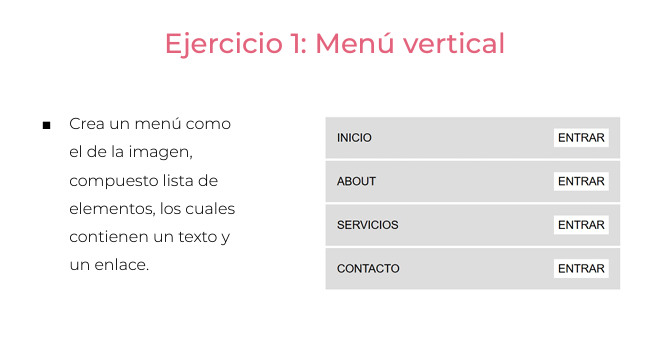 Ejercicio 1: Menú vertical
Crea un menú como
el de la imagen,
compuesto lista de
elementos, los cuales
contienen un texto y
un enlace.
INICIO ENTRAR
ABOUT ENTRAR
SERVICIOS ENTRAR
CONTACTO ENTRAR